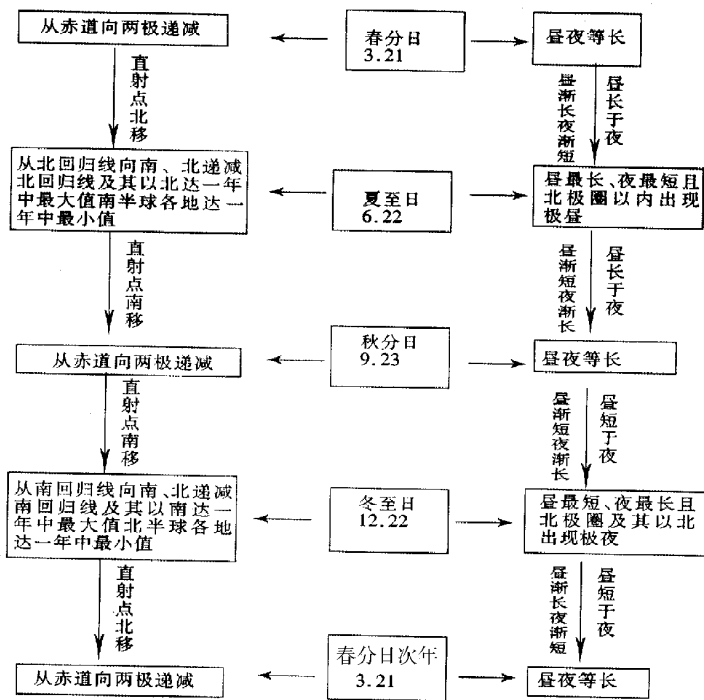 从赤道向两极递减
春分日
3.21
昼夜等长
直射点北移
昼渐长夜渐短
昼长于夜
从北回归线向南、北递减
北回归线及其以北达一年
中最大值南半球各地达一
年中最小值
夏至日
6.22
昼最长、夜最短且
北极圈以内出现
极昼
直射点南移
昼渐短夜渐长
昼长于夜
从赤道向两极递减
秋分日
9.23
昼夜等长
直射点南移
昼渐短夜渐长
昼短于夜
从南回归线向南、北递减
南回归线及其以南达一
年中最大值北半球各地
达一年中最小值
冬至日
12.22
昼最短、夜最长且
北极圈及其以北
出现极夜
直射点北移
昼渐长夜渐短
昼短于夜
从赤道向两极递减
春分日次年
3.21
昼夜等长